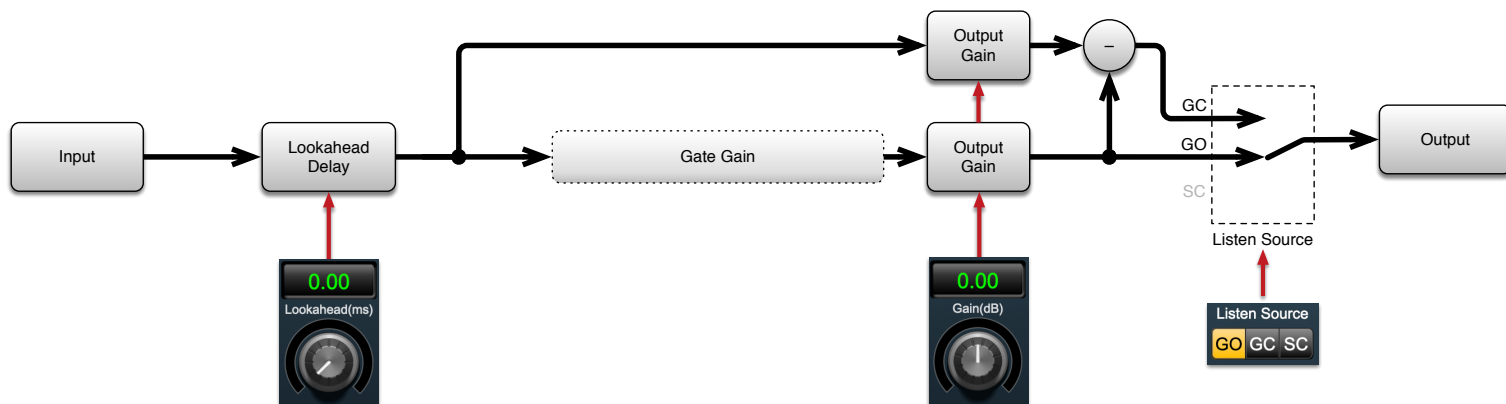 Output
Gain
–
GC
Input
Lookahead
Delay
Gate Gain
Output
Gain
GO
Output
SC
Listen Source
0.00
Lookahead(ms)
0.00
Gain(dB)
Listen Source
GO GC SC